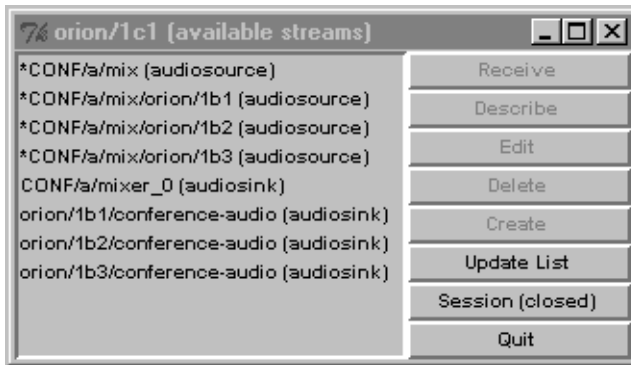 orion/1c1 (available streams)
*CONF/a/mix (audiosource)
*CONF/a/mix/orion/1b1 (audiosource)
*CONF/a/mix/orion/1b2 (audiosource)
*CONF/a/mix/orion/1b3 (audiosource)
CONF/a/mixer_0 (audiosink)
orion/1b1/conference-audio (audiosink)
orion/1b2/conference-audio (audiosink)
orion/1b3/conference-audio (audiosink)
Receive
Describe
Edit
Delete
Create
Update List
Session (closed)
Quit